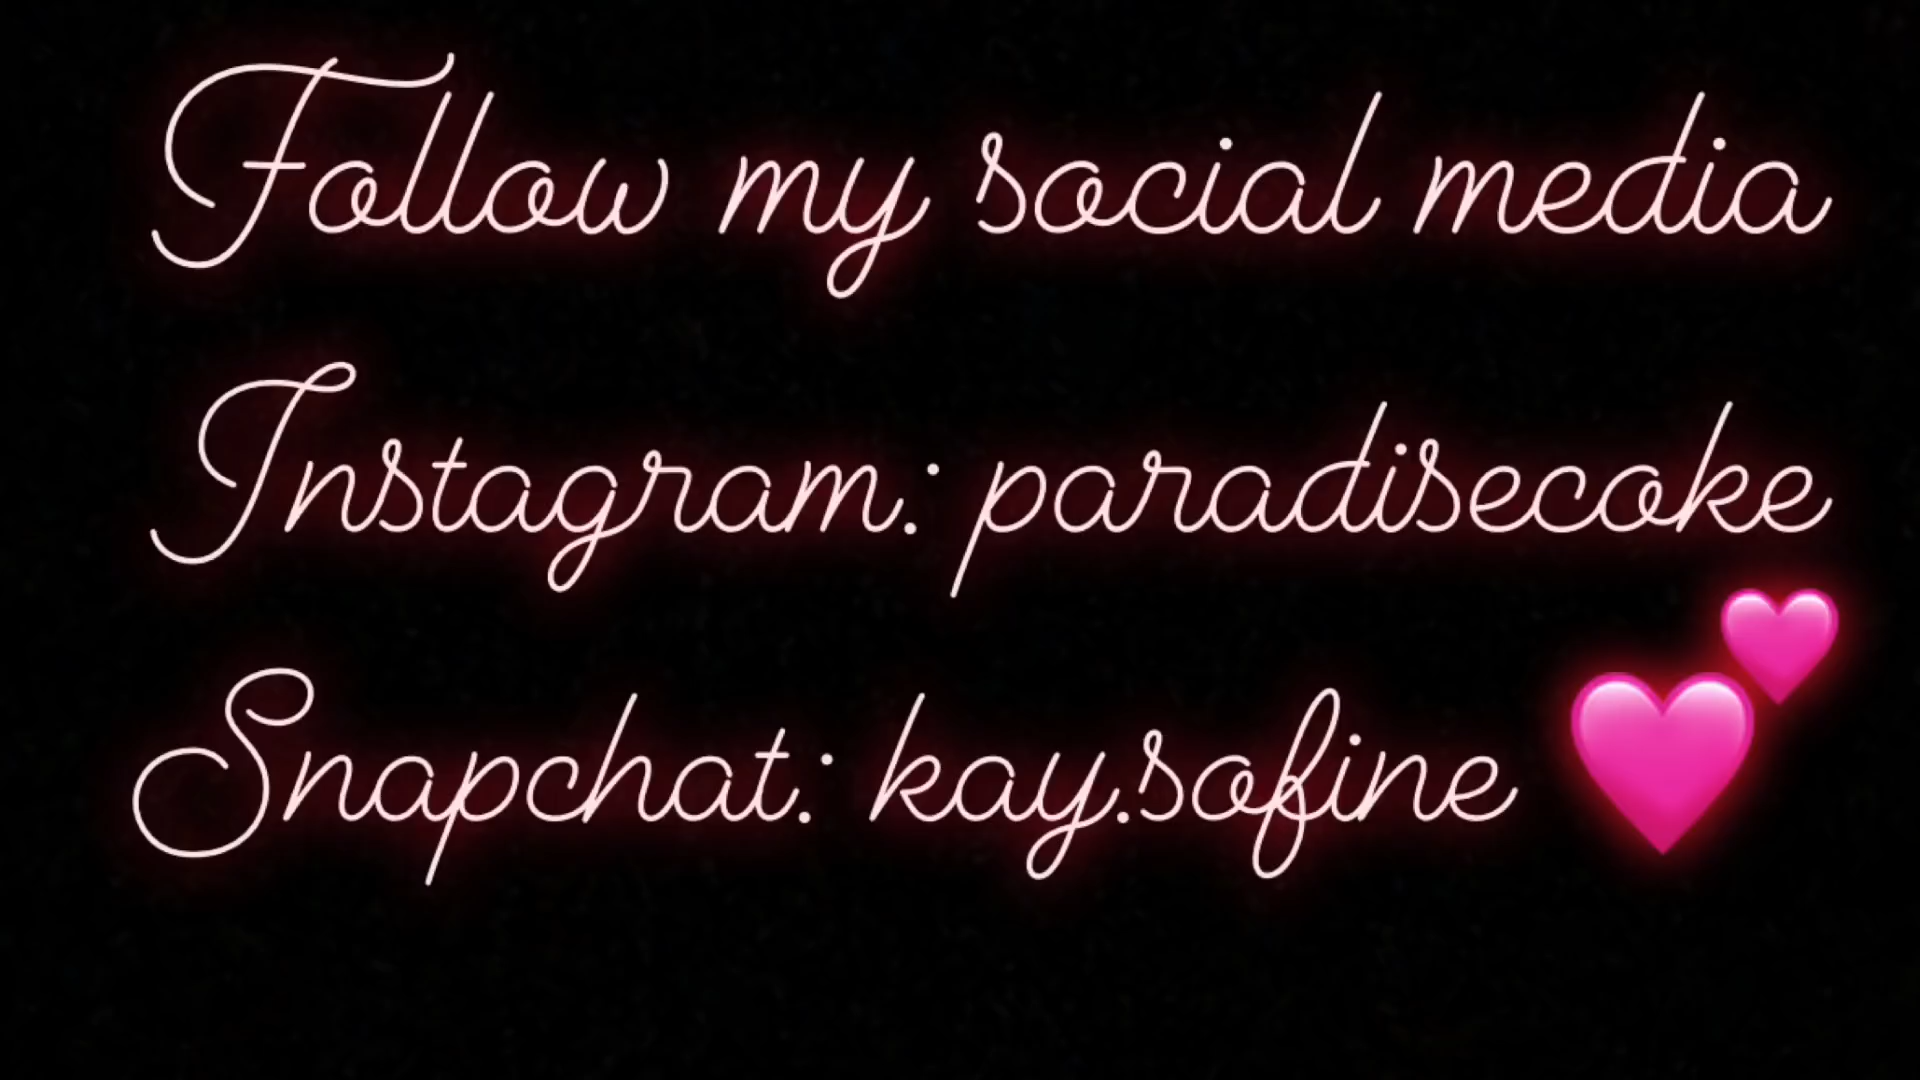 Follow my social media
Instagram: paradisecoke
Snapchat: kay.sofine 💕